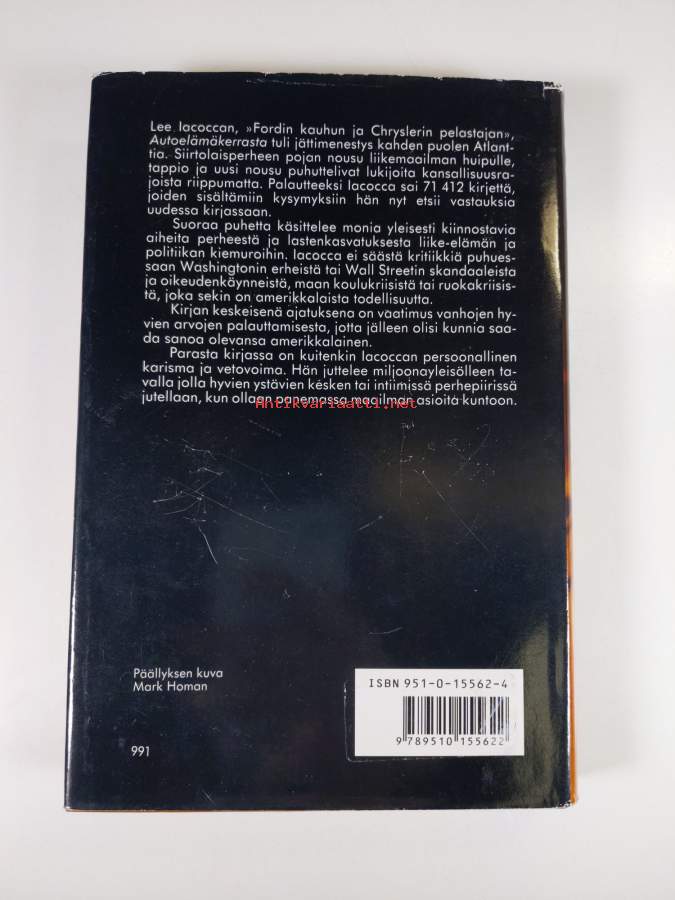 Lee Iacoccan, »Fordin kauhun ja Chryslerin pelastajan»,
Autoelämäkerrasta tuli jättimenestys kahden puolen Atlant-
tia. Siirtolaisperheen pojan nousu liikemaailman huipulle,
tappio ja uusi nousu puhuttelivat lukijoita kansallisuusra-
joista riippumatta. Palautteeksi Iacocca sai 71 412 kirjettä,
joiden sisältämiin kysymyksiin hän nyt etsii vastauksia
uudessa kirjassaan.
Suoraa puhetta käsittelee monia yleisesti kiinnostavia
aiheita perheestä ja lastenkasvatuksesta liike-elämän ja
politiikan kiemuroihin. Iacocca ei säästä kritiikkiä puhues-
saan Washingtonin erheistä tai Wall Streetin skandaaleista
ja oikeudenkäynneistä, maan koulukriisistä tai ruokakriisis-
tä, joka sekin on amerikkalaista todellisuutta.
Kirjan keskeisenä ajatuksena on vaatimus vanhojen hy-
vien arvojen palauttamisesta, jotta jälleen olisi kunnia saa-
da sanoa olevansa amerikkalainen.
Parasta kirjassa on kuitenkin Iacoccan persoonallinen
karisma ja vetovoima. Hän juttelee miljoonayleisölleen ta-
valla jolla hyvien ystävien kesken tai intiimissä perhepiirissä
jutellaan, kun ollaan panemassa maailman asioita kuntoon.
Antikvariaatti.net
Päällyksen kuva
Mark Homan
991
ISBN 951-0-15562-4
9 789510 155622